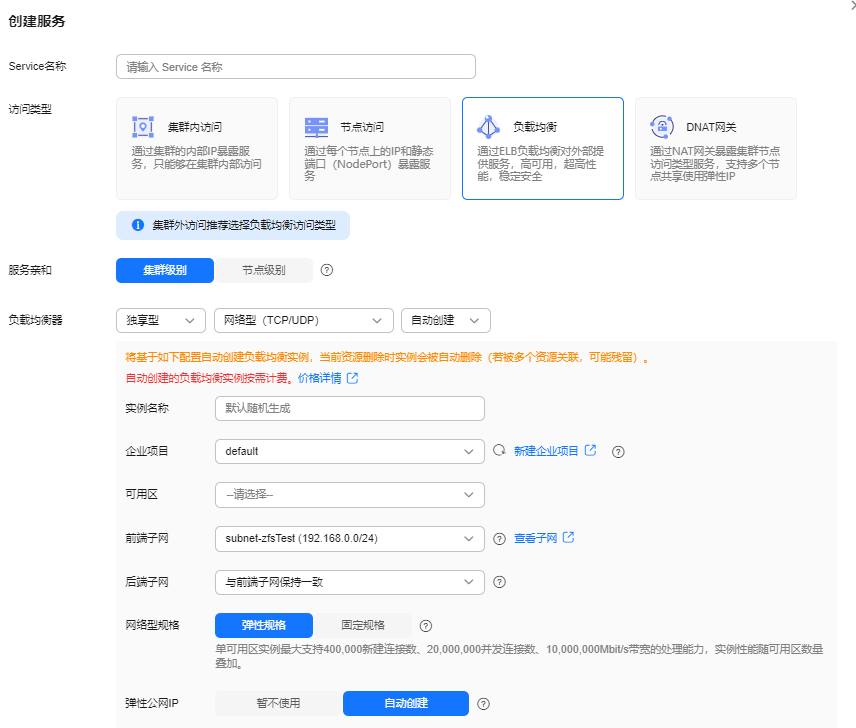 创建服务
Service名称
请输入 Service 名称
访问类型
集群内访问
通过集群的内部IP暴露服
务，只能够在集群内部访问
节点访问
通过每个节点上的IP和静态
端口（NodePort）暴露服
务
负载均衡
通过ELB负载均衡对外部提
供服务，高可用，超高性
能，稳定安全
DNAT网关
通过NAT网关暴露集群节点
访问类型服务，支持多个节
点共享使用弹性IP
集群外访问推荐选择负载均衡访问类型
服务亲和
集群级别
节点级别
负载均衡器
独享型
网络型（TCP/UDP）
自动创建
将基于如下配置自动创建负载均衡实例，当前资源删除时实例会被自动删除（若被多个资源关联，可能残留）。
自动创建的负载均衡实例按需计费。价格详情
实例名称
默认随机生成
企业项目
default
新建企业项目
可用区
--请选择--
前端子网
subnet-zfsTest (192.168.0.0/24)
查看子网
后端子网
与前端子网保持一致
网络型规格
弹性规格
固定规格
单可用区实例最大支持400,000新建连接数、20,000,000并发连接数、10,000,000Mbit/s带宽的处理能力，实例性能随可用区数量
叠加。
弹性公网IP
暂不使用
自动创建